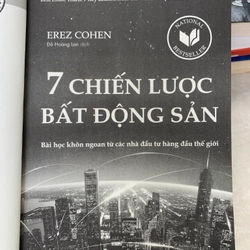 EREZ COHEN
Đỗ Hoàng Lan dịch
NATIONAL
BESTSELLER
7 CHIẾN LƯỢC
BẤT ĐỘNG SẢN
Bài học khôn ngoan từ các nhà đầu tư hàng đầu thế giới